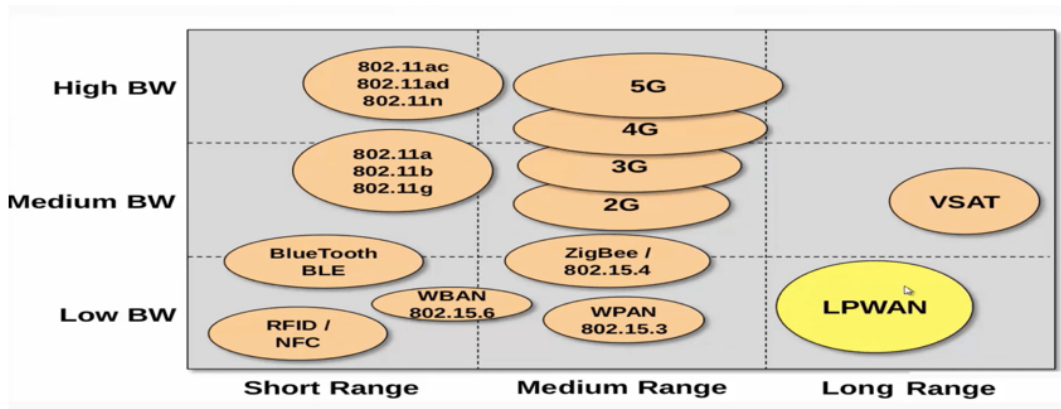 High BW
802.11ac
802.11ad
802.11n
5G
4G
802.11a
802.11b
802.11g
3G
Medium BW
2G
VSAT
BlueTooth
BLE
ZigBee /
802.15.4
Low BW
WBAN
802.15.6
RFID /
NFC
WPAN
802.15.3
LPWAN
Short Range
Medium Range
Long Range